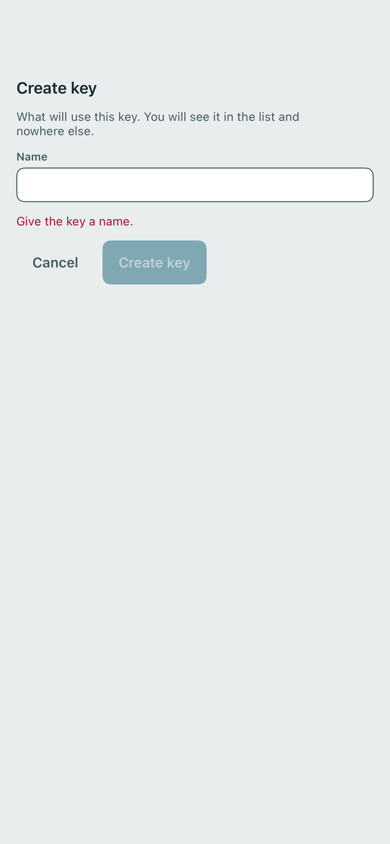 Create key
What will use this key. You will see it in the list and
nowhere else.
Name
Give the key a name.
Cancel
Create key